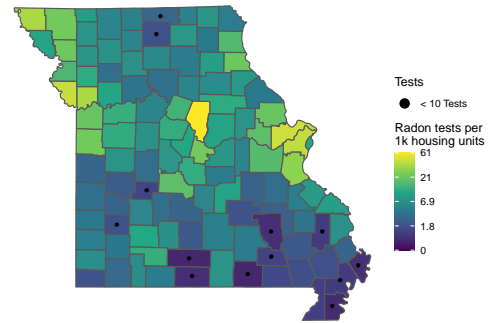 Tests
< 10 Tests
Radon tests per
1k housing units
61
21
6.9
1.8
0